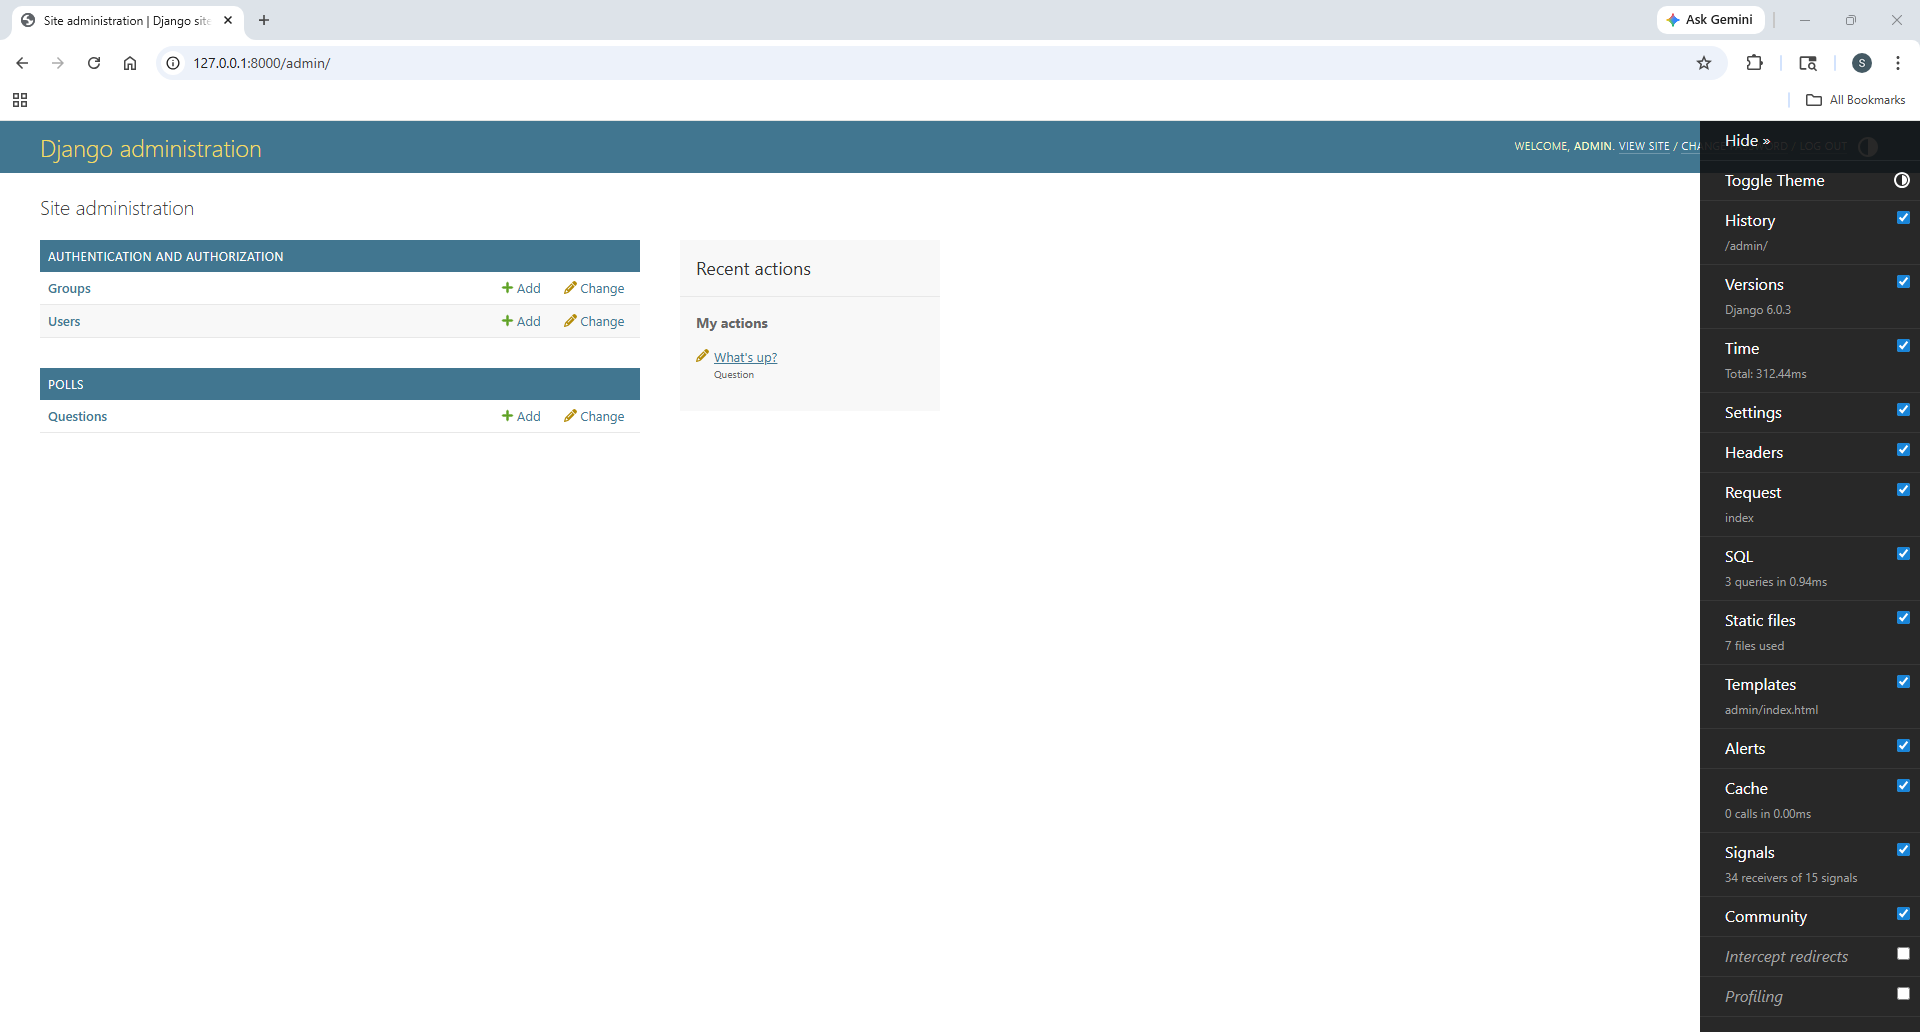 Site administration | Django site
Ask Gemini
127.0.0.1:8000/admin/
S
All Bookmarks
Django administration
WELCOME, ADMIN. VIEW SITE / CHA
LOG OUT
Site administration
AUTHENTICATION AND AUTHORIZATION
Groups
Add
Change
Users
Add
Change
POLLS
Questions
Add
Change
Recent actions
My actions
What's up?
Question
Hide »
Toggle Theme
History
/admin/
Versions
Django 6.0.3
Time
Total: 312.44ms
Settings
Headers
Request
index
SQL
3 queries in 0.94ms
Static files
7 files used
Templates
admin/index.html
Alerts
Cache
0 calls in 0.00ms
Signals
34 receivers of 15 signals
Community
Intercept redirects
Profiling